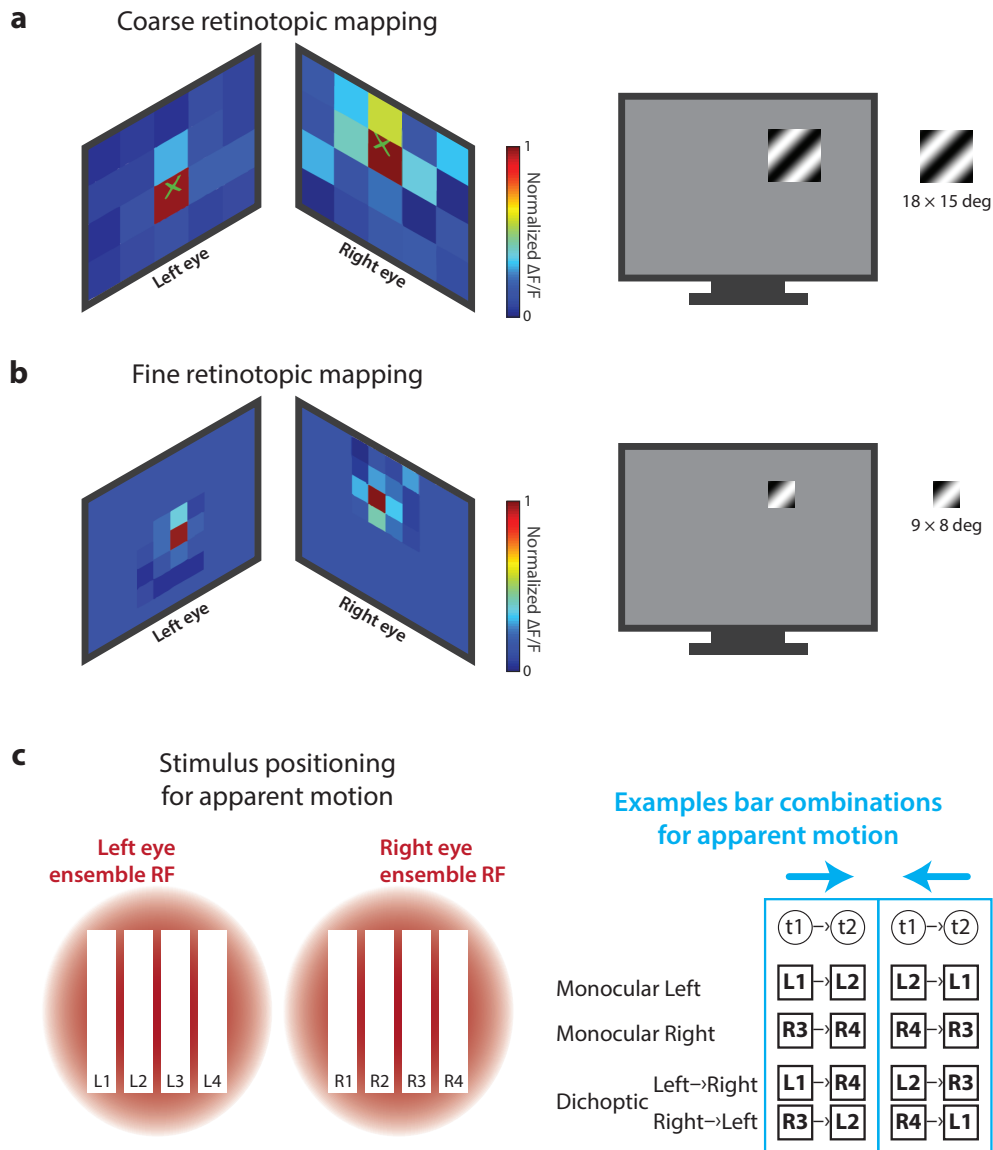 a
Coarse retinotopic mapping
Left eye
Right eye
1
Normalized ΔF/F
0
18 × 15 deg
b
Fine retinotopic mapping
Left eye
Right eye
1
Normalized ΔF/F
0
9 × 8 deg
c
Stimulus positioning
for apparent motion
Left eye
ensemble RF
Right eye
ensemble RF
L1 L2 L3 L4
R1 R2 R3 R4
Examples bar combinations
for apparent motion
t1→t2 t1→t2
Monocular Left L1→L2 L2→L1
Monocular Right R3→R4 R4→R3
Dichoptic
Left→Right L1→R4 L2→R3
Right→Left R3→L2 R4→L1